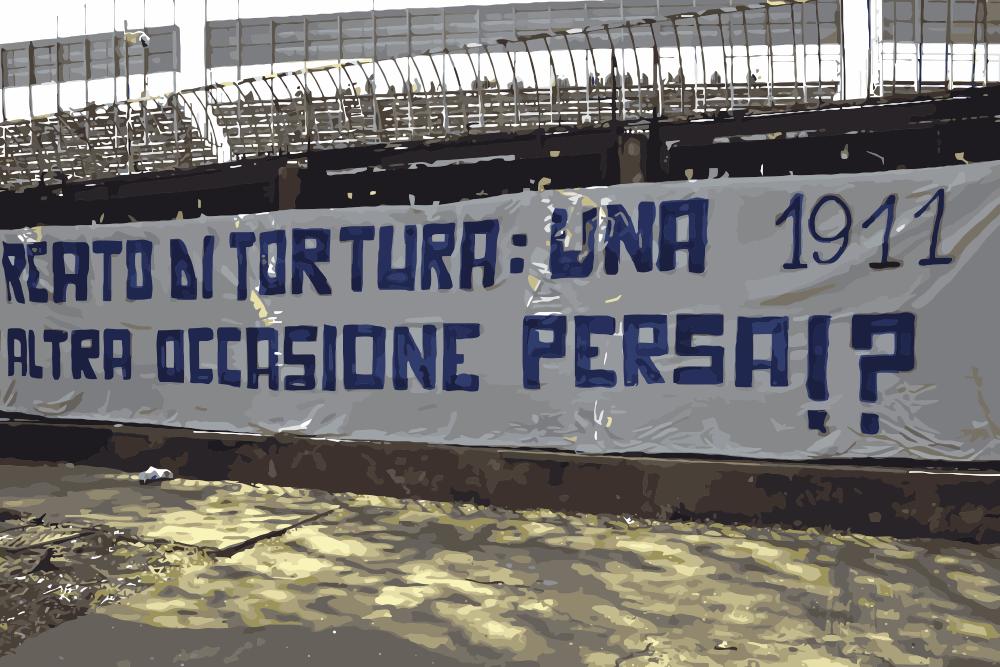 REATO DI TORTURA: UNA 1911
ALTRA OCCASIONE PERSA!?